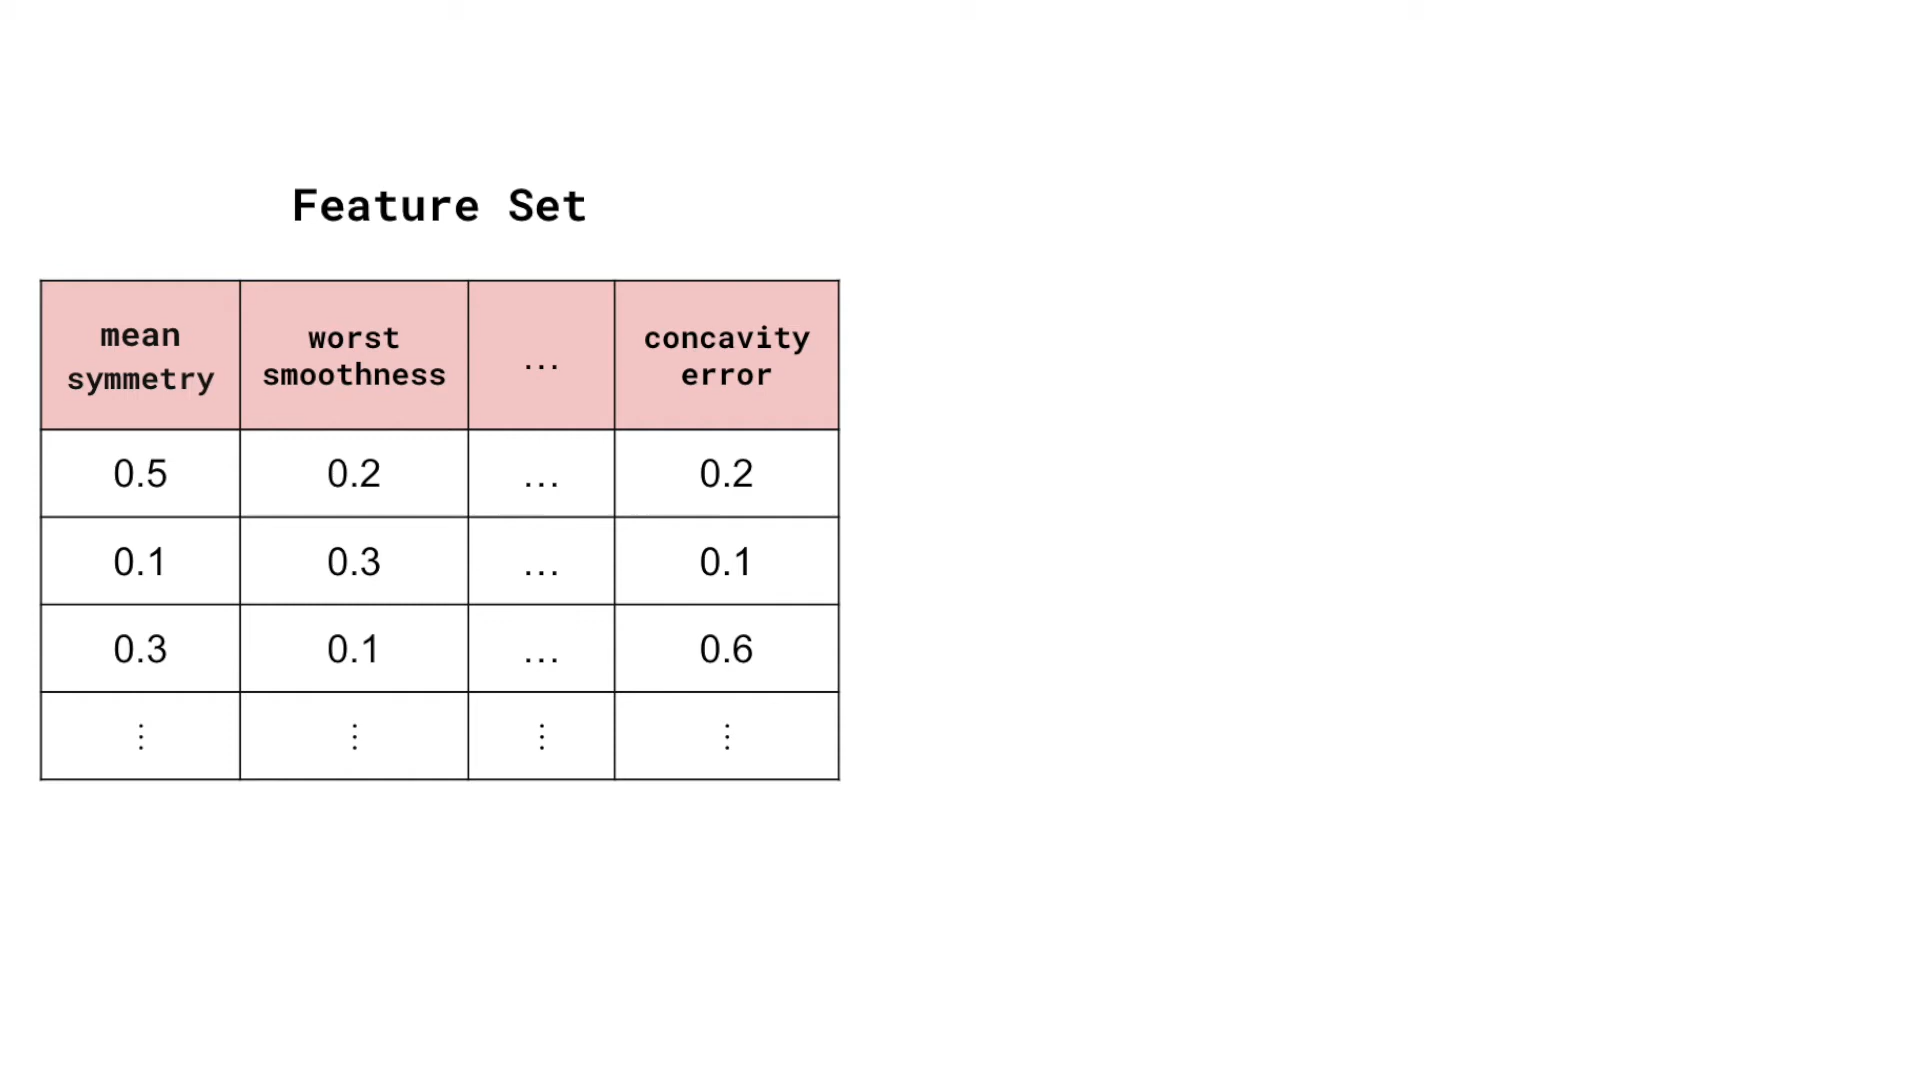 Feature Set
mean symmetry worst smoothness … concavity error
0.5 0.2 … 0.2
0.1 0.3 … 0.1
0.3 0.1 … 0.6
⋮ ⋮ ⋮ ⋮